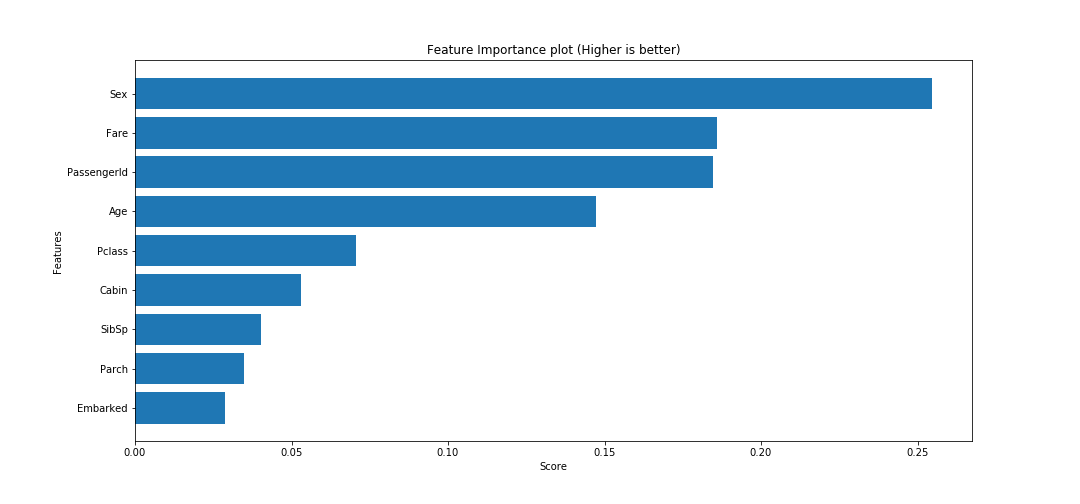 Feature Importance plot (Higher is better)
Sex
Fare
PassengerId
Age
Pclass
Cabin
SibSp
Parch
Embarked
Features
0.00 0.05 0.10 0.15 0.20 0.25
Score